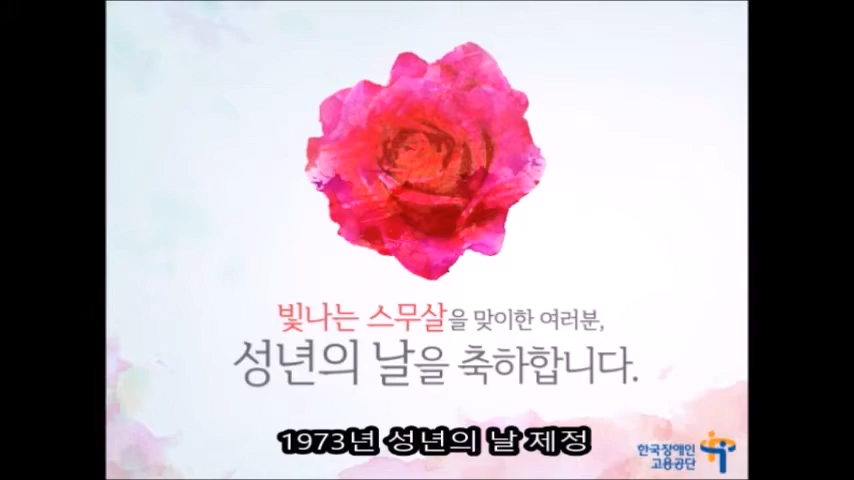 빛나는 스무살을 맞이한 여러분,
성년의 날을 축하합니다.
1973년 성년의 날 제정
한국장애인
고용공단